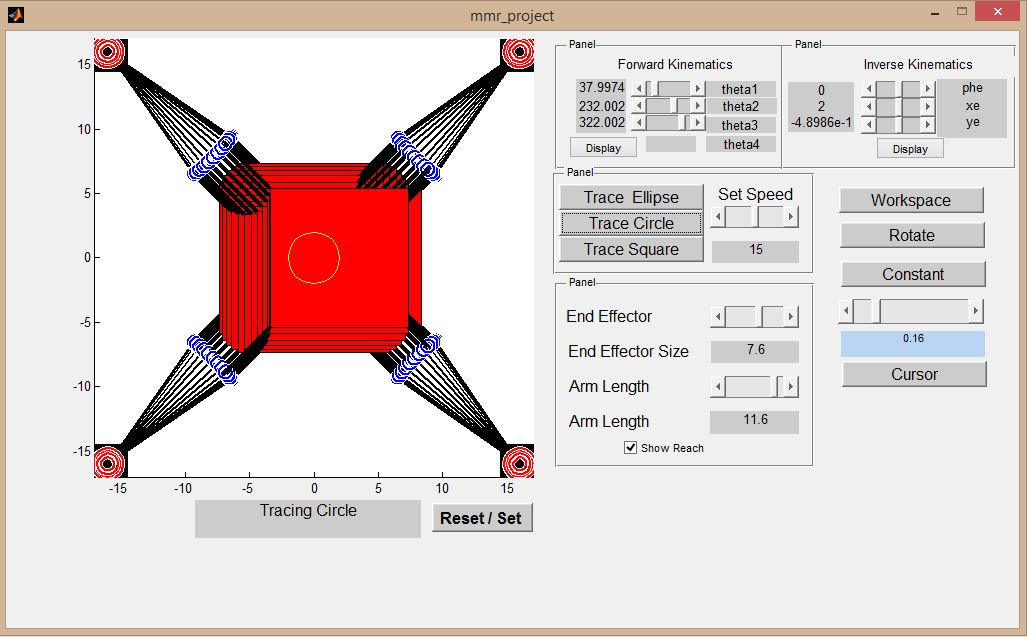 mmr_project
Panel
Forward Kinematics
37.9974 theta1
232.002 theta2
322.002 theta3
Display theta4
Panel
Inverse Kinematics
0 phe
2 xe
-4.8986e-1 ye
Display
Panel
Trace Ellipse
Trace Circle
Trace Square
Set Speed
15
Workspace
Rotate
Constant
0.16
Cursor
Panel
End Effector
End Effector Size 7.6
Arm Length
Arm Length 11.6
Show Reach
15
10
5
0
-5
-10
-15
-15 -10 -5 0 5 10 15
Tracing Circle
Reset / Set